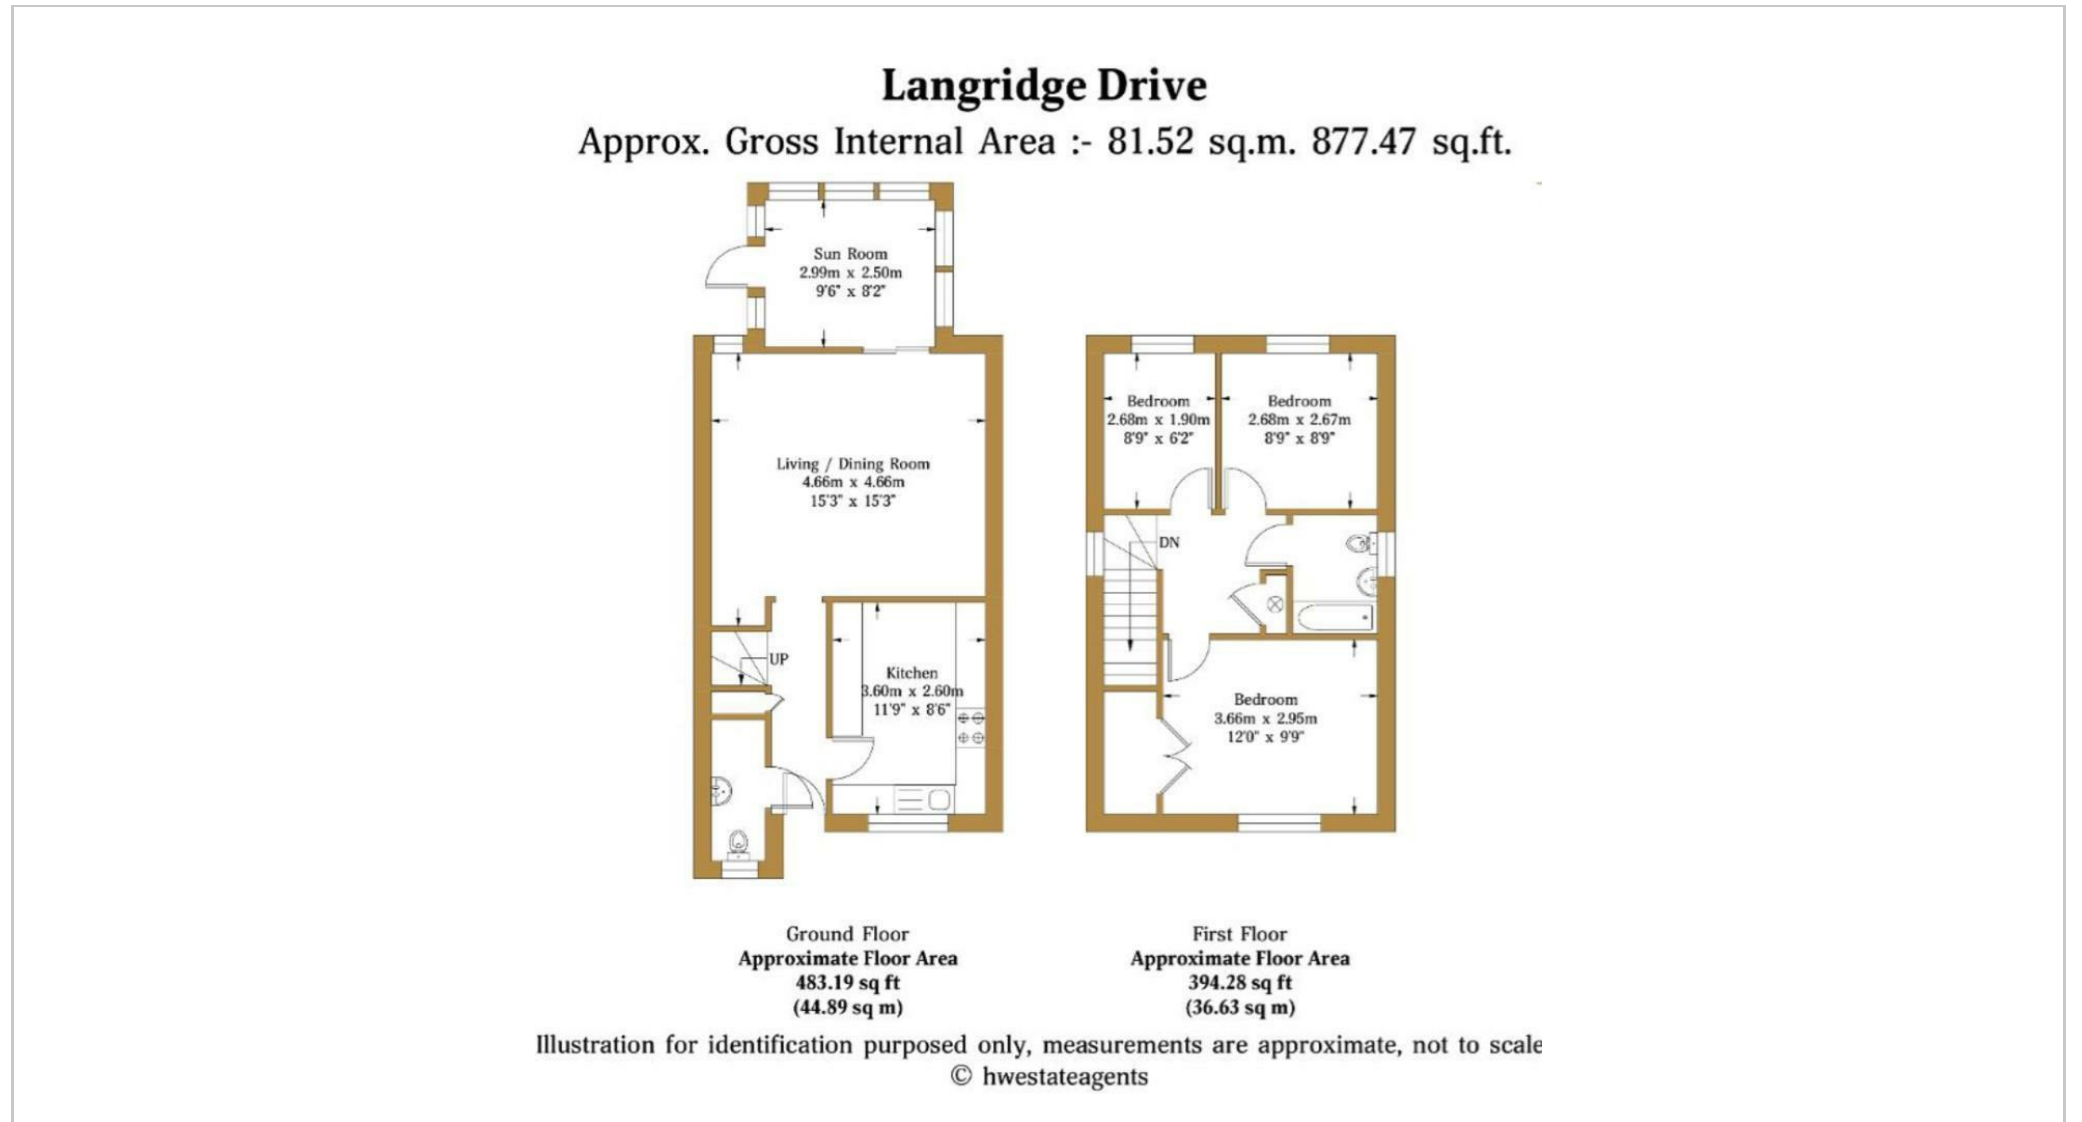 Langridge Drive
Approx. Gross Internal Area :- 81.52 sq.m. 877.47 sq.ft.
Sun Room
2.99m x 2.50m
9'6" x 8'2"
Living / Dining Room
4.66m x 4.66m
15'3" x 15'3"
UP
Kitchen
3.60m x 2.60m
11'9" x 8'6"
Bedroom
2.68m x 1.90m
8'9" x 6'2"
Bedroom
2.68m x 2.67m
8'9" x 8'9"
DN
Bedroom
3.66m x 2.95m
12'0" x 9'9"
Ground Floor
Approximate Floor Area
483.19 sq ft
(44.89 sq m)
First Floor
Approximate Floor Area
394.28 sq ft
(36.63 sq m)
Illustration for identification purposed only, measurements are approximate, not to scale
© hwestateagents